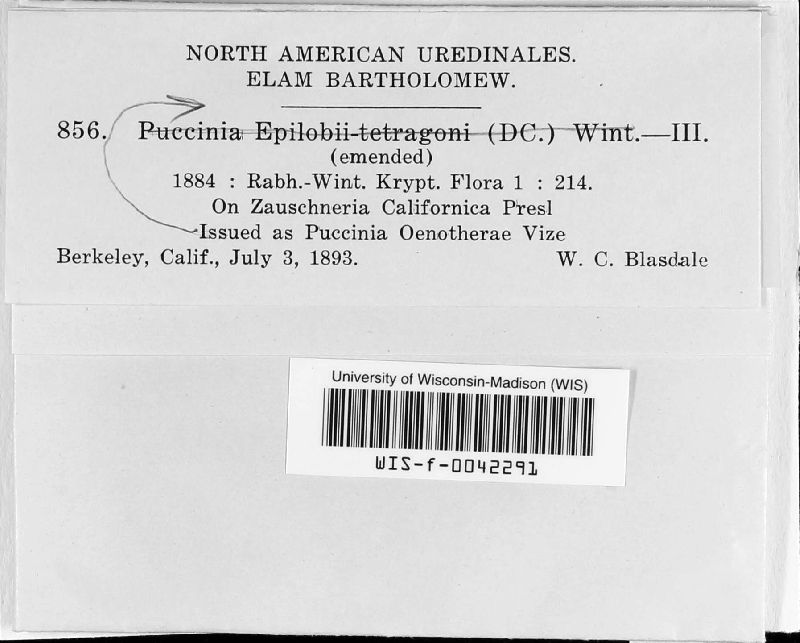 NORTH AMERICAN UREDINALES.
ELAM BARTHOLOMEW.
856. Puccinia Epilobii-tetragoni (DC.) Wint.—III.
(emended)
1884 : Rabh.-Wint. Krypt. Flora 1 : 214.
On Zauschneria Californica Presl
Issued as Puccinia Oenotherae Vize
Berkeley, Calif., July 3, 1893. W. C. Blasdale
University of Wisconsin-Madison (WIS)
WIS-f-0042291